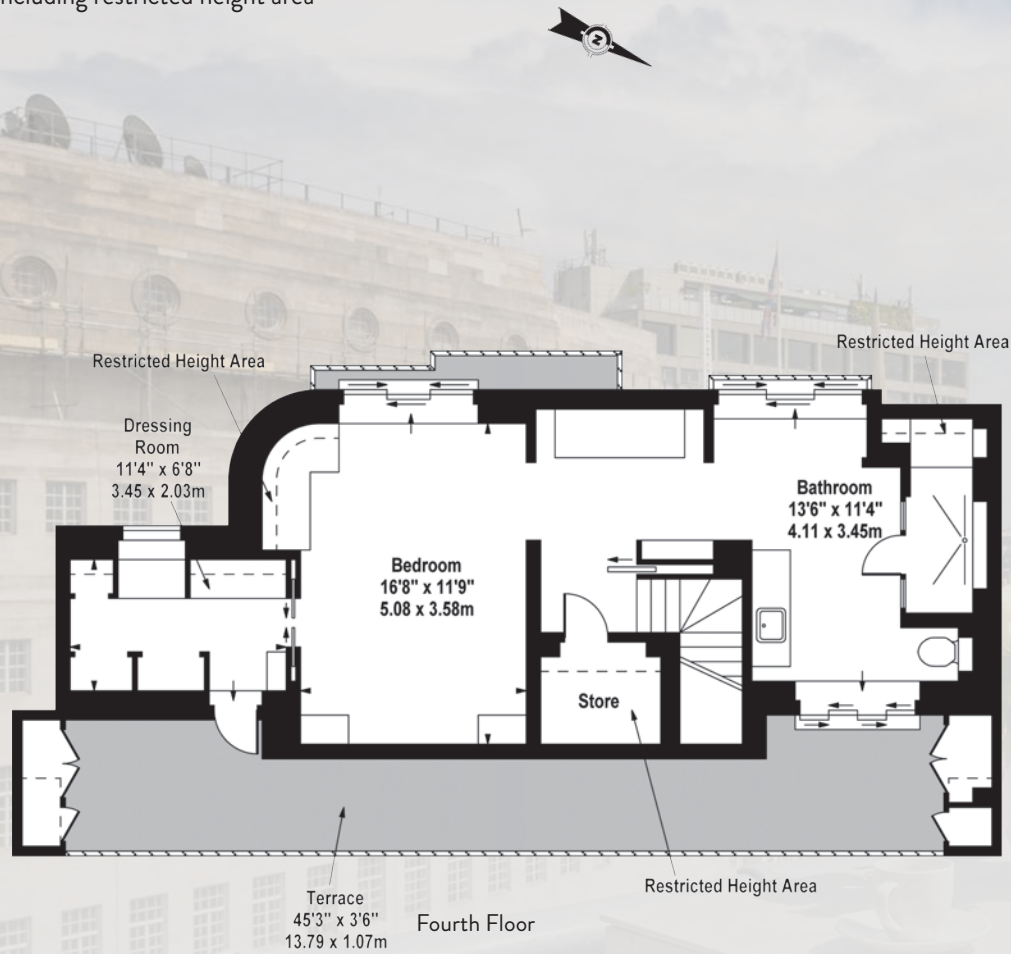 including restricted height area
N
Restricted Height Area
Restricted Height Area
Dressing
Room
11'4" x 6'8"
3.45 x 2.03m
Bathroom
13'6" x 11'4"
4.11 x 3.45m
Bedroom
16'8" x 11'9"
5.08 x 3.58m
Store
Restricted Height Area
Terrace
45'3" x 3'6"
13.79 x 1.07m
Fourth Floor